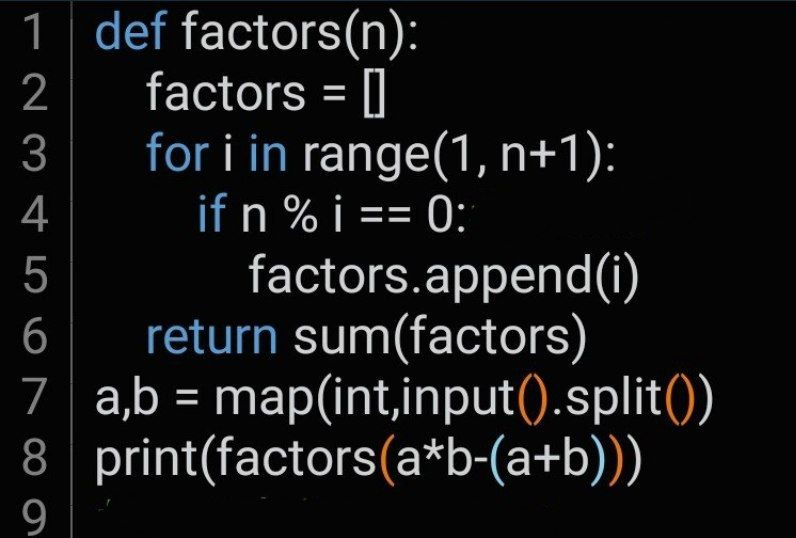 1 def factors(n):
2 factors = []
3 for i in range(1, n+1):
4 if n % i == 0:
5 factors.append(i)
6 return sum(factors)
7 a,b = map(int,input().split())
8 print(factors(a*b-(a+b)))
9